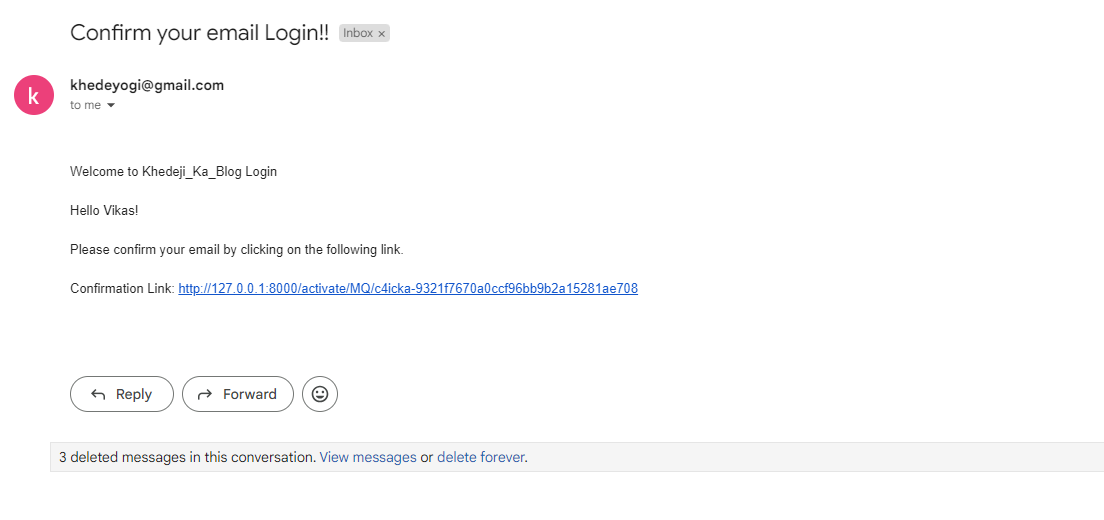 Confirm your email Login!! Inbox ×
k
khedeyogi@gmail.com
to me
Welcome to Khedeji_Ka_Blog Login
Hello Vikas!
Please confirm your email by clicking on the following link.
Confirmation Link: http://127.0.0.1:8000/activate/MQ/c4icka-9321f7670a0ccf96bb9b2a15281ae708
Reply Forward
3 deleted messages in this conversation. View messages or delete forever.